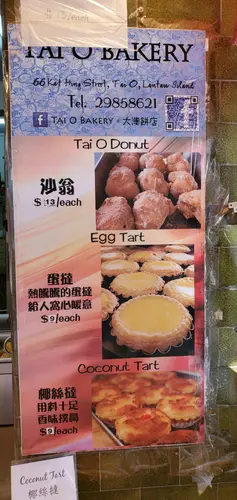 $ 13/each
TAI O BAKERY
66 Kat Hing Street, Tai O, Lantau Island
Tel: 29858621
TAI O BAKERY 大澳餅店
Tai O Donut
沙翁
$ 13/each
Egg Tart
蛋撻
熱騰騰的蛋撻
給人窩心暖意
$ 9/each
Coconut Tart
椰絲撻
用料十足
香味撲鼻
$ 9/each
Coconut Tart
椰絲撻